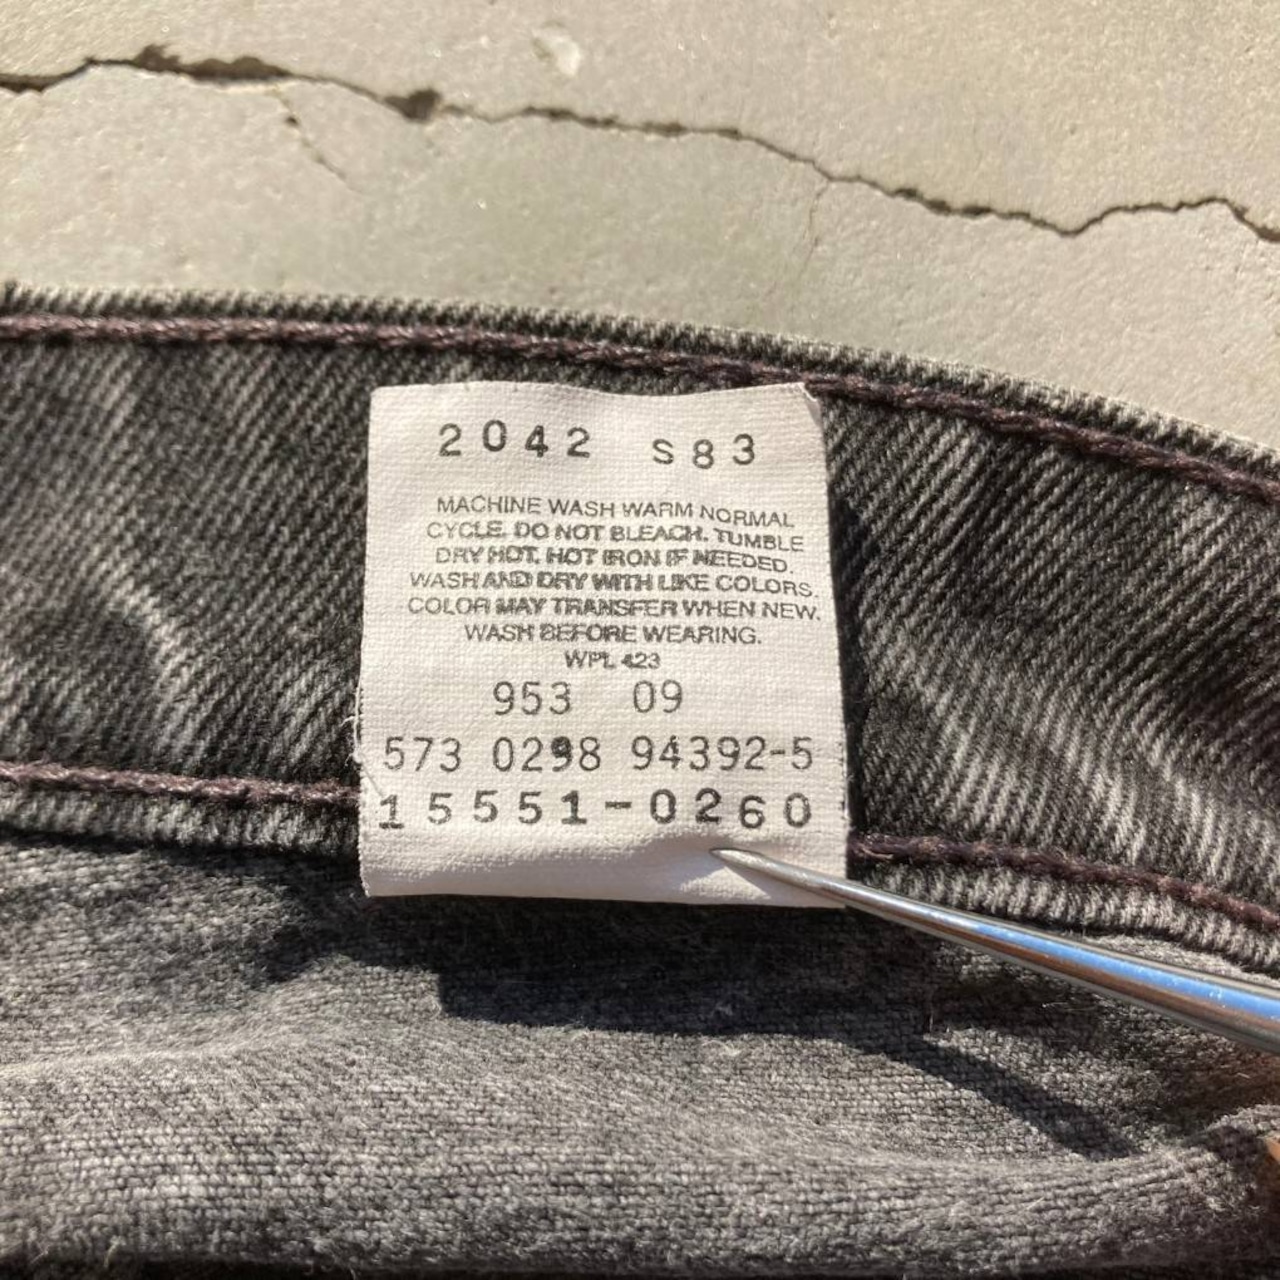 2042 S83
MACHINE WASH WARM NORMAL
CYCLE. DO NOT BLEACH. TUMBLE
DRY HOT. HOT IRON IF NEEDED.
WASH AND DRY WITH LIKE COLORS.
COLOR MAY TRANSFER WHEN NEW.
WASH BEFORE WEARING.
WPL 423
953 09
573 0298 94392-5
15551-0260